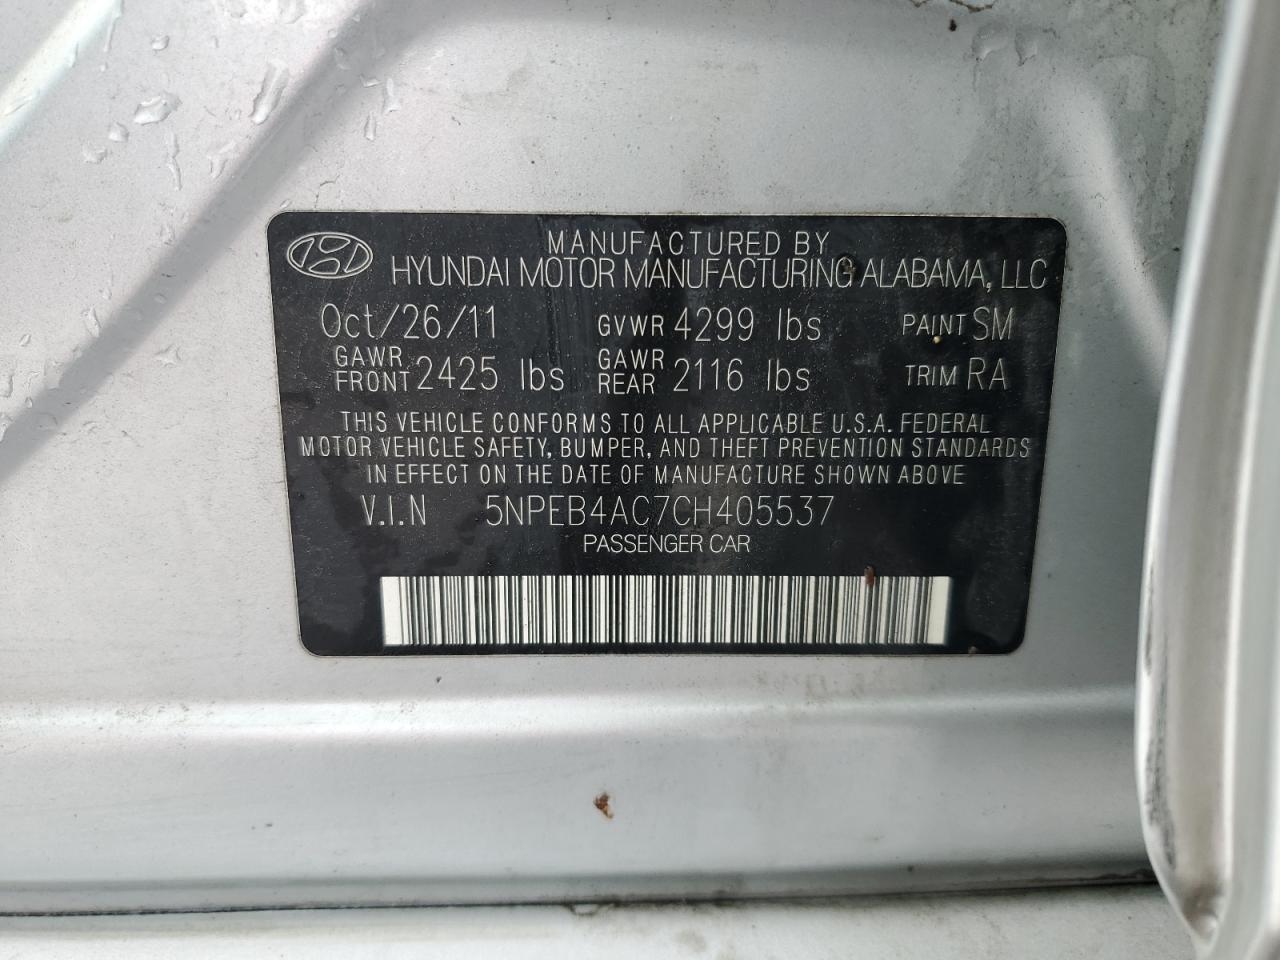 MANUFACTURED BY
HYUNDAI MOTOR MANUFACTURING ALABAMA, LLC
Oct/26/11 GVWR 4299 lbs PAINT SM
GAWR FRONT 2425 lbs GAWR REAR 2116 lbs TRIM RA
THIS VEHICLE CONFORMS TO ALL APPLICABLE U.S.A. FEDERAL
MOTOR VEHICLE SAFETY, BUMPER, AND THEFT PREVENTION STANDARDS
IN EFFECT ON THE DATE OF MANUFACTURE SHOWN ABOVE
V.I.N 5NPEB4AC7CH405537
PASSENGER CAR